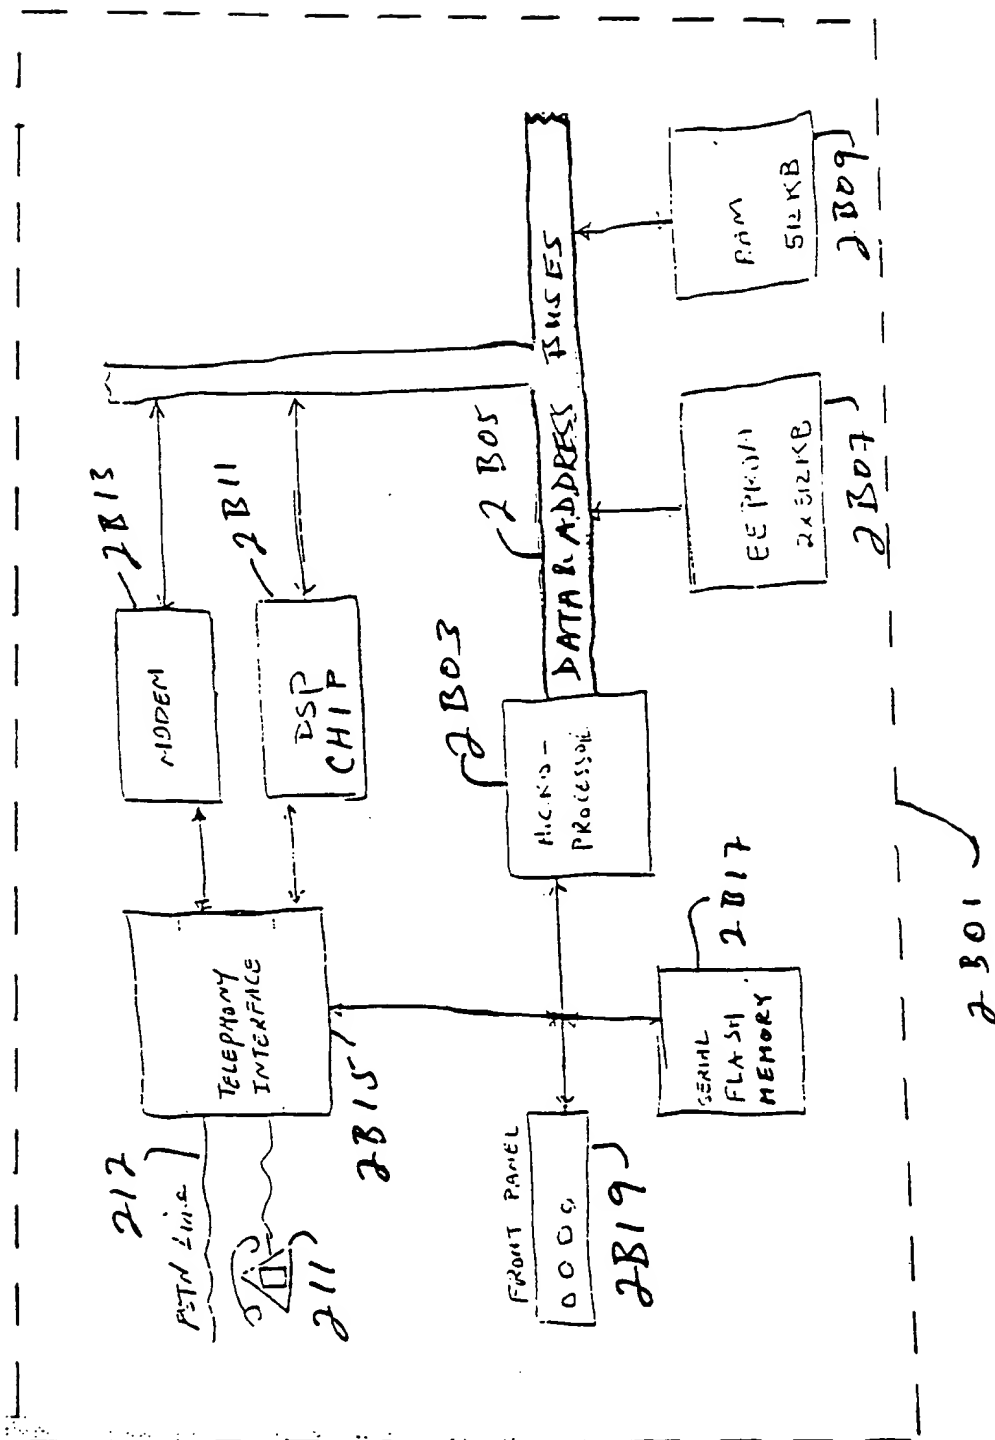 212
PSTN Line
211
TELEPHONY
INTERFACE
2B15
MODEM
2B13
DSP
CHIP
2B11
FRONT PANEL
2B19
SERIAL
FLASH
MEMORY
2B17
MICRO-
PROCESSOR
2B03
DATA & ADDRESS BUSES
2B05
EEPROM
2x512KB
2B07
RAM
512KB
2B09
2B01